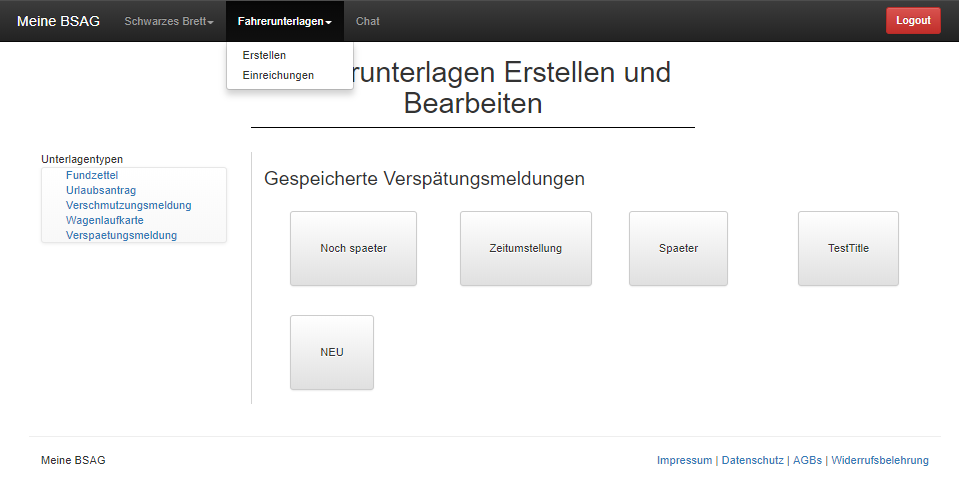 Meine BSAG Schwarzes Brett Fahrerunterlagen Chat Logout
Erstellen
Einreichungen
runterlagen Erstellen und
Bearbeiten
Unterlagentypen
Fundzettel
Urlaubsantrag
Verschmutzungsmeldung
Wagenlaufkarte
Verspaetungsmeldung
Gespeicherte Verspätungsmeldungen
Noch spaeter Zeitumstellung Spaeter TestTitle
NEU
Meine BSAG Impressum | Datenschutz | AGBs | Widerrufsbelehrung